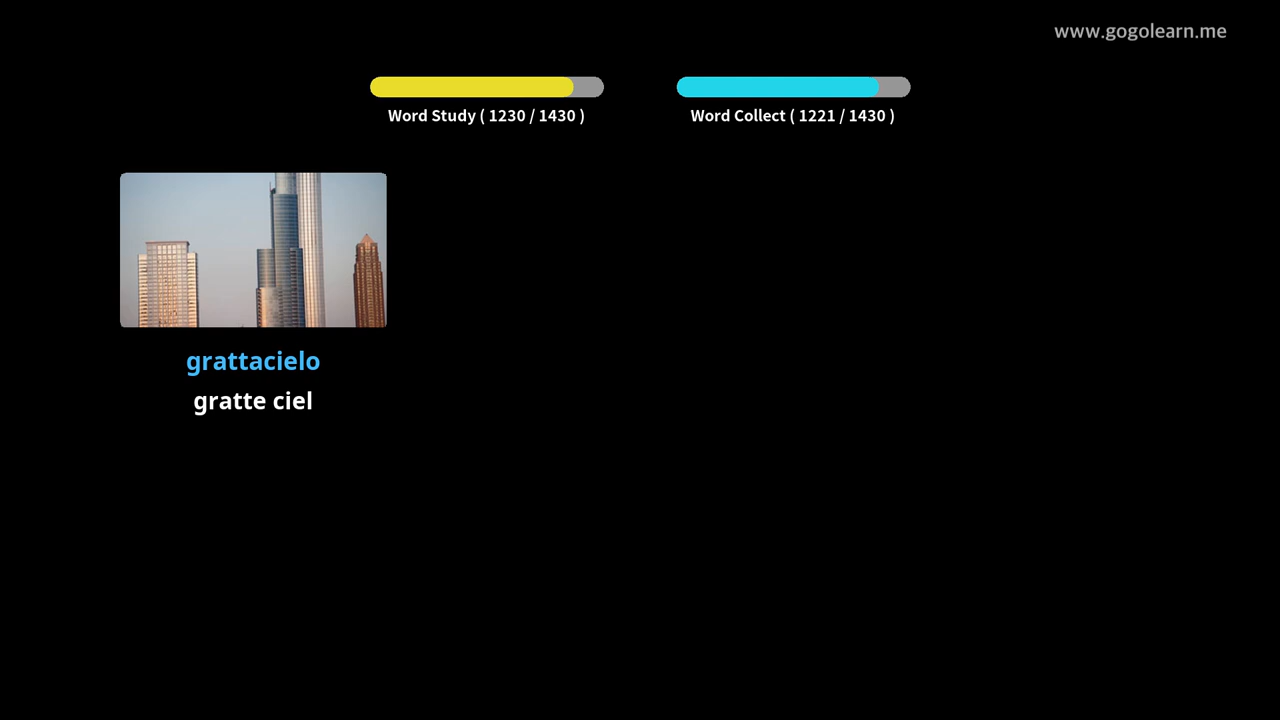 www.gogolearn.me
Word Study ( 1230 / 1430 )
Word Collect ( 1221 / 1430 )
grattacielo
gratte ciel